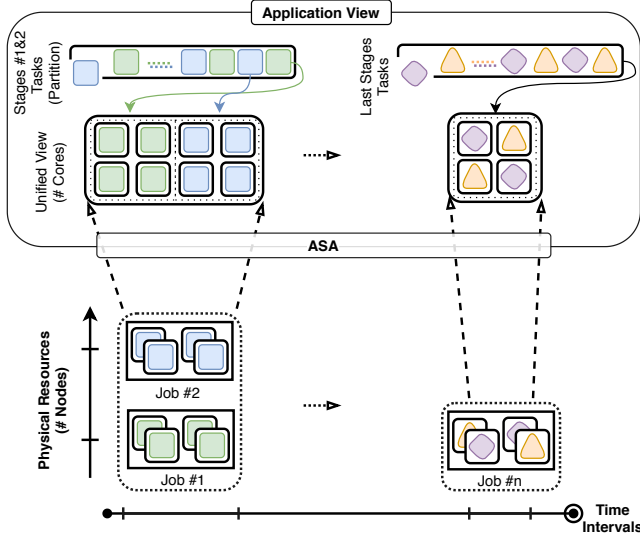 Application View
Stages #1&2
Tasks
(Partition)
Last Stages
Tasks
Unified View
(# Cores)
ASA
Physical Resources
(# Nodes)
Job #2
Job #1
Job #n
Time
Intervals